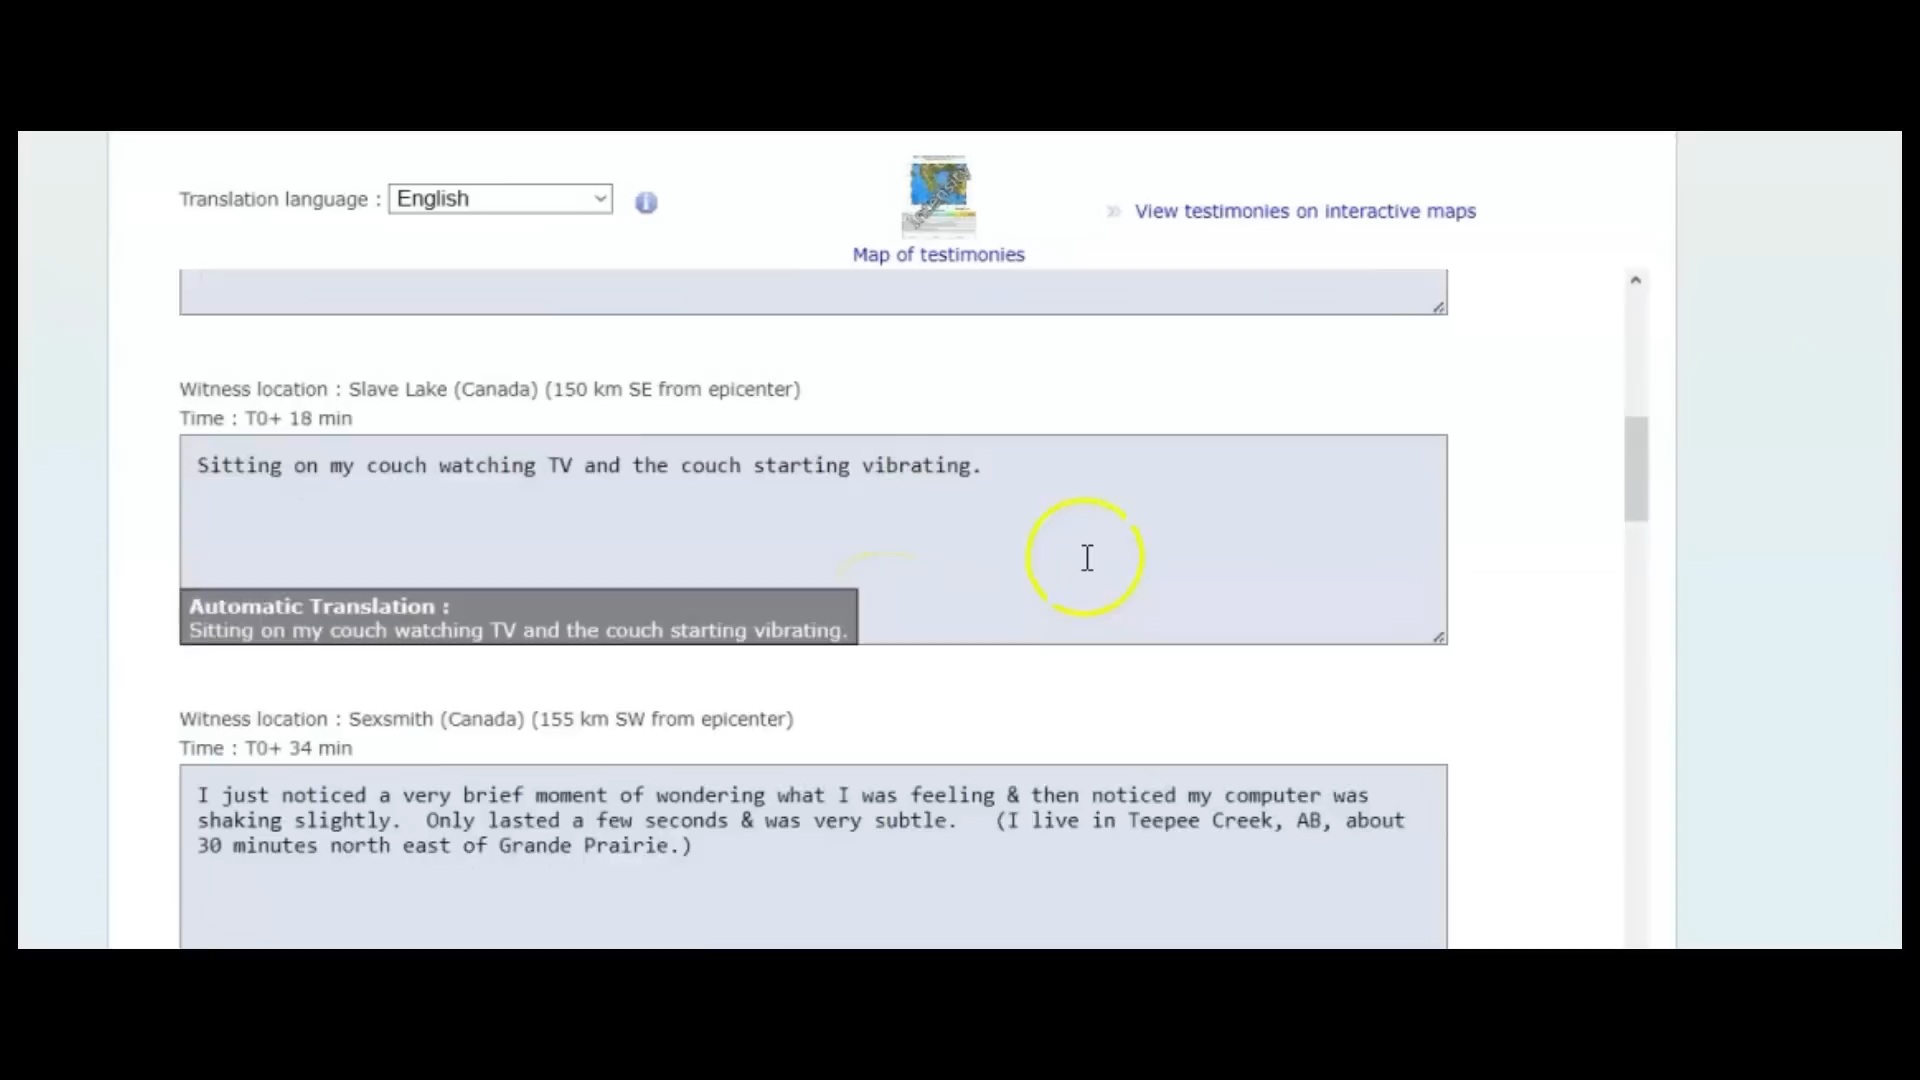 Translation language : English
View testimonies on interactive maps
Map of testimonies
Witness location : Slave Lake (Canada) (150 km SE from epicenter)
Time : T0+ 18 min
Sitting on my couch watching TV and the couch starting vibrating.
Automatic Translation :
Sitting on my couch watching TV and the couch starting vibrating.
Witness location : Sexsmith (Canada) (155 km SW from epicenter)
Time : T0+ 34 min
I just noticed a very brief moment of wondering what I was feeling & then noticed my computer was
shaking slightly.  Only lasted a few seconds & was very subtle.   (I live in Teepee Creek, AB, about
30 minutes north east of Grande Prairie.)